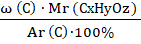 ω (C) · Mr (CxHyOz)
Ar (C)·100%